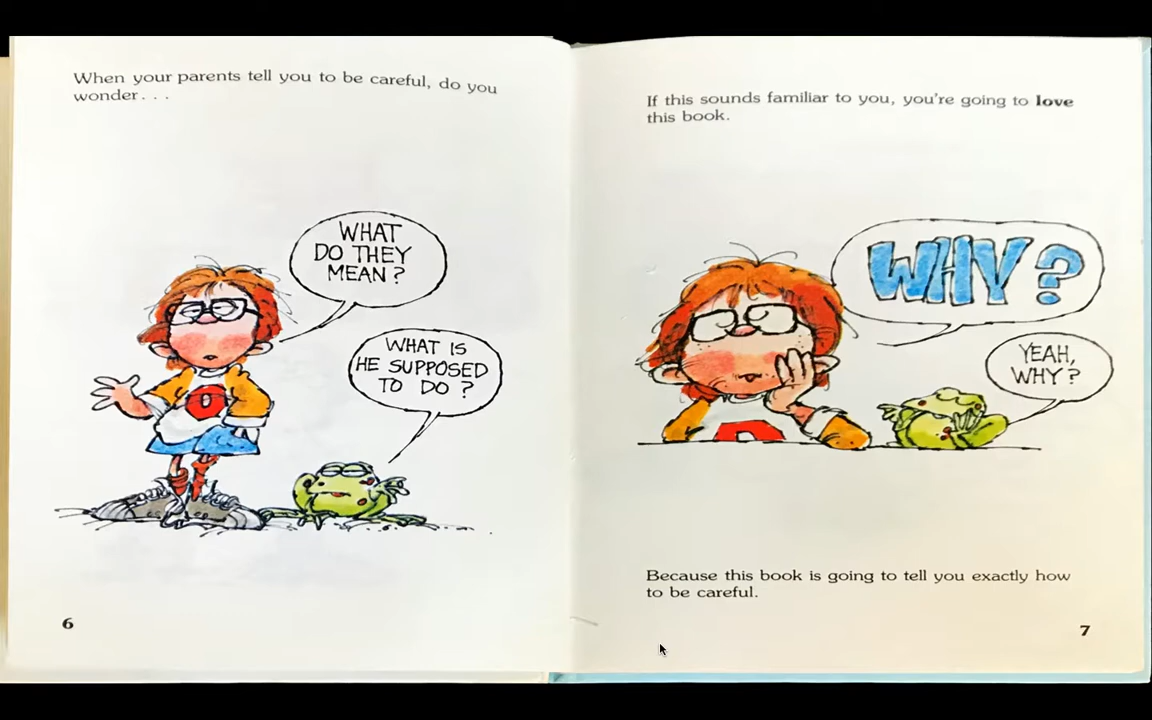 When your parents tell you to be careful, do you
wonder. . .
WHAT
DO THEY
MEAN?
WHAT IS
HE SUPPOSED
TO DO?
6
If this sounds familiar to you, you're going to love
this book.
WHY?
YEAH,
WHY?
Because this book is going to tell you exactly how
to be careful.
7